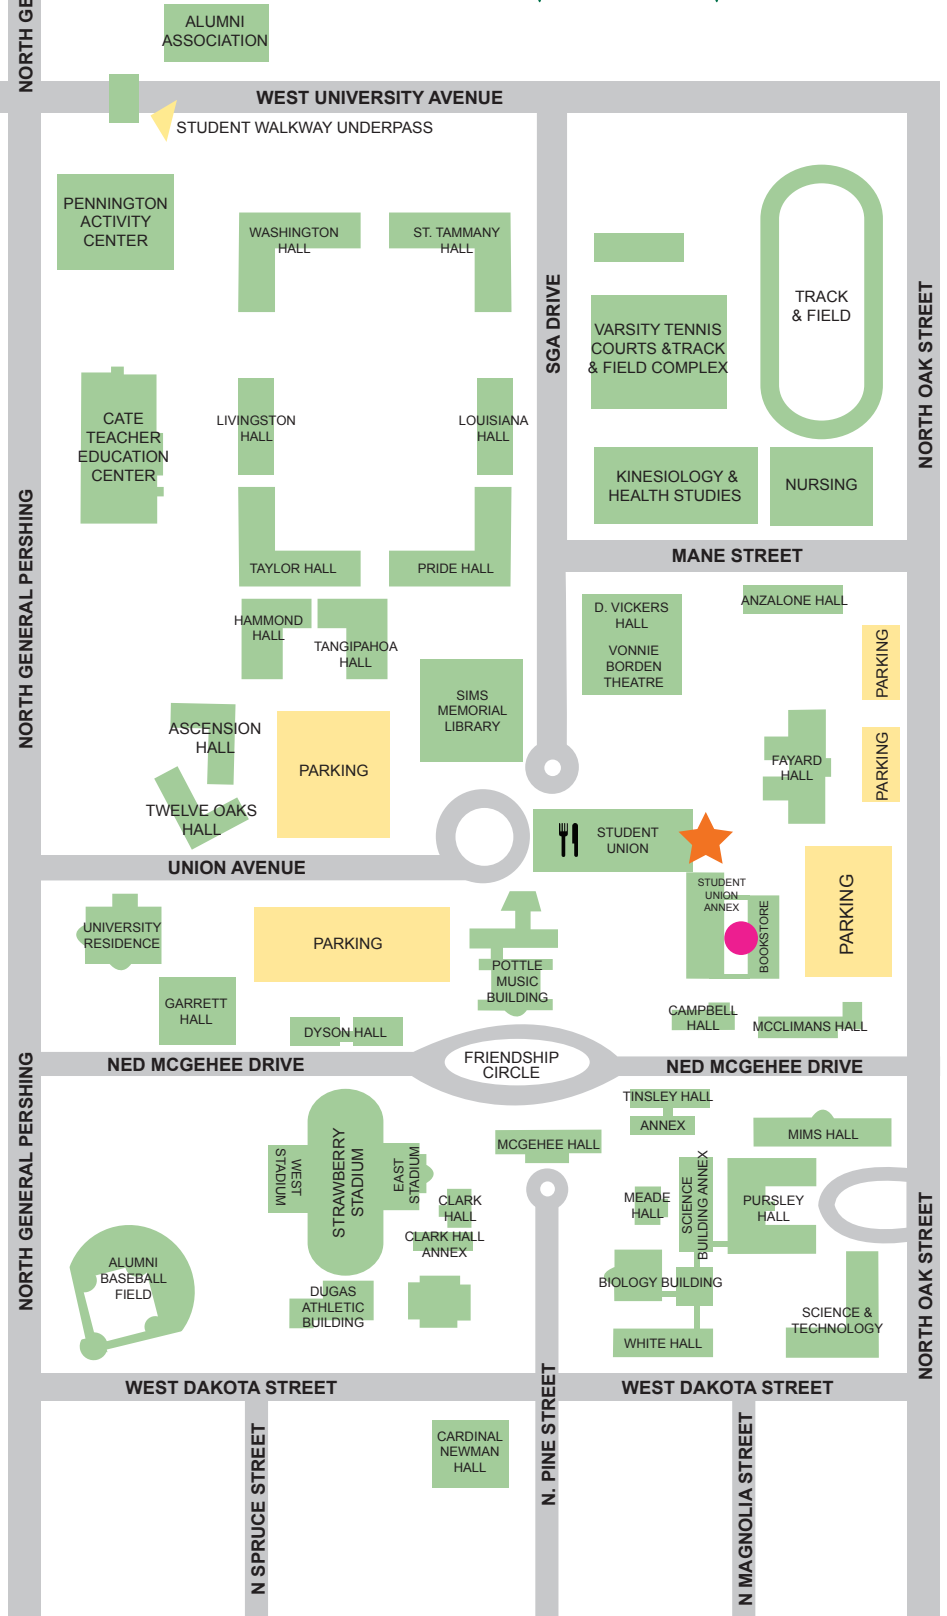 NORTH GE
ALUMNI
ASSOCIATION
WEST UNIVERSITY AVENUE
STUDENT WALKWAY UNDERPASS
PENNINGTON
ACTIVITY
CENTER
WASHINGTON
HALL
ST. TAMMANY
HALL
SGA DRIVE
TRACK
& FIELD
VARSITY TENNIS
COURTS &TRACK
& FIELD COMPLEX
NORTH OAK STREET
CATE
TEACHER
EDUCATION
CENTER
LIVINGSTON
HALL
LOUISIANA
HALL
KINESIOLOGY &
HEALTH STUDIES
NURSING
NORTH GENERAL PERSHING
MANE STREET
TAYLOR HALL
PRIDE HALL
HAMMOND
HALL
TANGIPAHOA
HALL
D. VICKERS
HALL
VONNIE
BORDEN
THEATRE
ANZALONE HALL
PARKING
SIMS
MEMORIAL
LIBRARY
ASCENSION
HALL
PARKING
FAYARD
HALL
PARKING
TWELVE OAKS
HALL
STUDENT
UNION
UNION AVENUE
STUDENT
UNION
ANNEX
BOOKSTORE
PARKING
UNIVERSITY
RESIDENCE
PARKING
POTTLE
MUSIC
BUILDING
GARRETT
HALL
DYSON HALL
CAMPBELL
HALL
MCCLIMANS HALL
NED MCGEHEE DRIVE
FRIENDSHIP
CIRCLE
NED MCGEHEE DRIVE
NORTH GENERAL PERSHING
TINSLEY HALL
ANNEX
MIMS HALL
MCGEHEE HALL
WEST
STADIUM
STRAWBERRY
STADIUM
EAST
STADIUM
CLARK
HALL
CLARK HALL
ANNEX
MEADE
HALL
SCIENCE
BUILDING ANNEX
PURSLEY
HALL
NORTH OAK STREET
ALUMNI
BASEBALL
FIELD
DUGAS
ATHLETIC
BUILDING
BIOLOGY BUILDING
SCIENCE &
TECHNOLOGY
WHITE HALL
WEST DAKOTA STREET
WEST DAKOTA STREET
N SPRUCE STREET
CARDINAL
NEWMAN
HALL
N. PINE STREET
N MAGNOLIA STREET